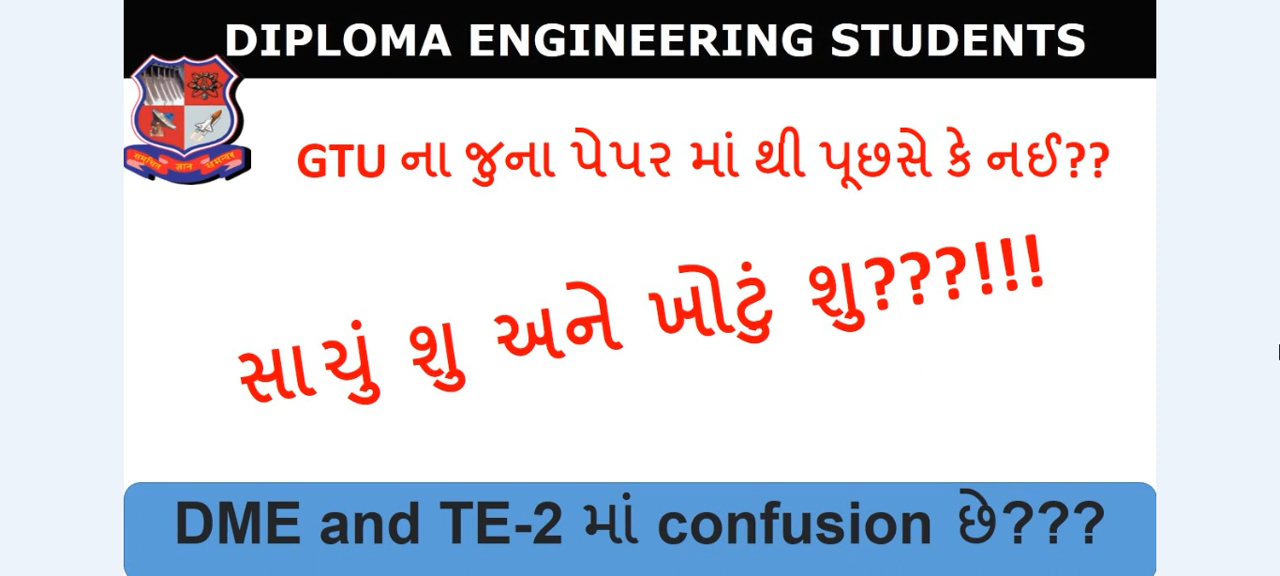 DIPLOMA ENGINEERING STUDENTS
GTU ના જુના પેપર માં થી પૂછસે કે નઈ??
સાચું શુ અને ખોટું શુ???!!!
DME and TE-2 માં confusion છે???